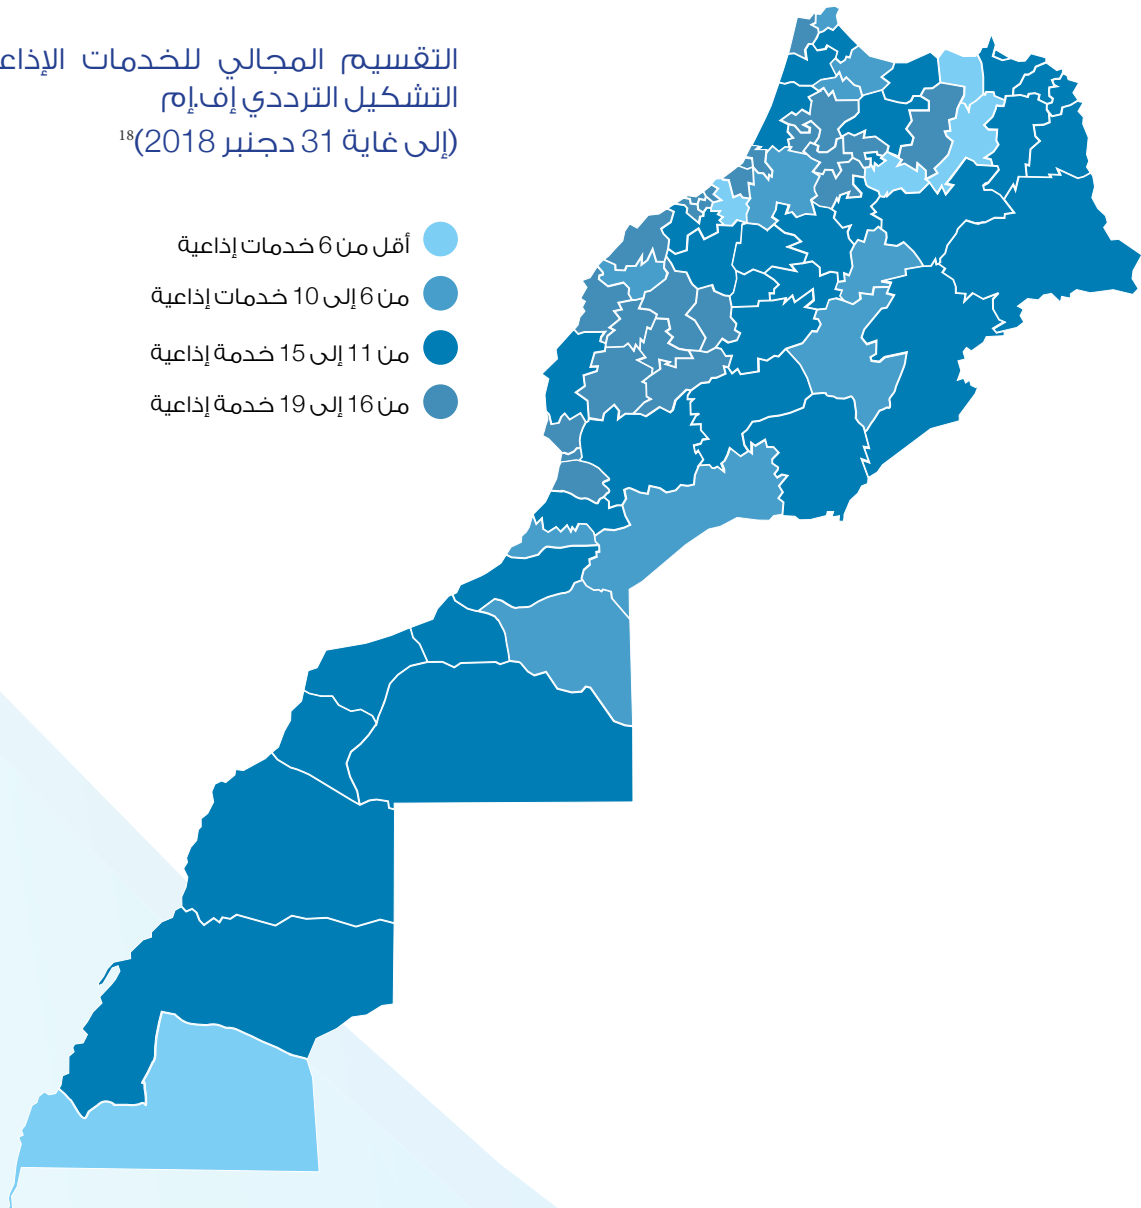 التقسيم المجالي للخدمات
التشكيل الترددي إف.إم
(إلى غاية 31 دجنبر 2018)18
أقل من 6 خدمات إذاعية
من 6 إلى 10 خدمات إذاعية
من 11 إلى 15 خدمة إذاعية
من 16 إلى 19 خدمة إذاعية